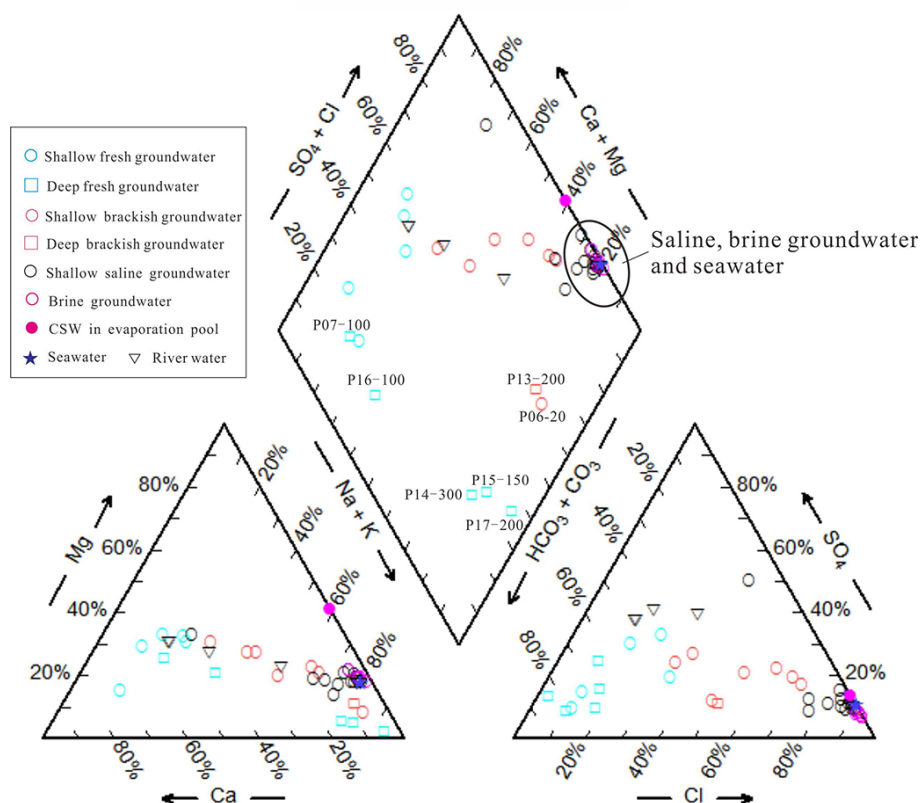 80%
80%
60%
60%
SO₄ + Cl
Ca + Mg
40%
40%
20%
20%
Shallow fresh groundwater
Deep fresh groundwater
Shallow brackish groundwater
Deep brackish groundwater
Shallow saline groundwater
Brine groundwater
CSW in evaporation pool
Seawater
River water
Saline, brine groundwater
and seawater
P07-100
P16-100
P13-200
P06-20
P15-150
P14-300
P17-200
Na + K
HCO₃ + CO₃
20%
40%
60%
80%
80%
60%
40%
20%
Mg
80%
60%
40%
20%
Ca
20%
40%
60%
80%
60%
40%
20%
SO₄
20%
40%
60%
80%
Cl